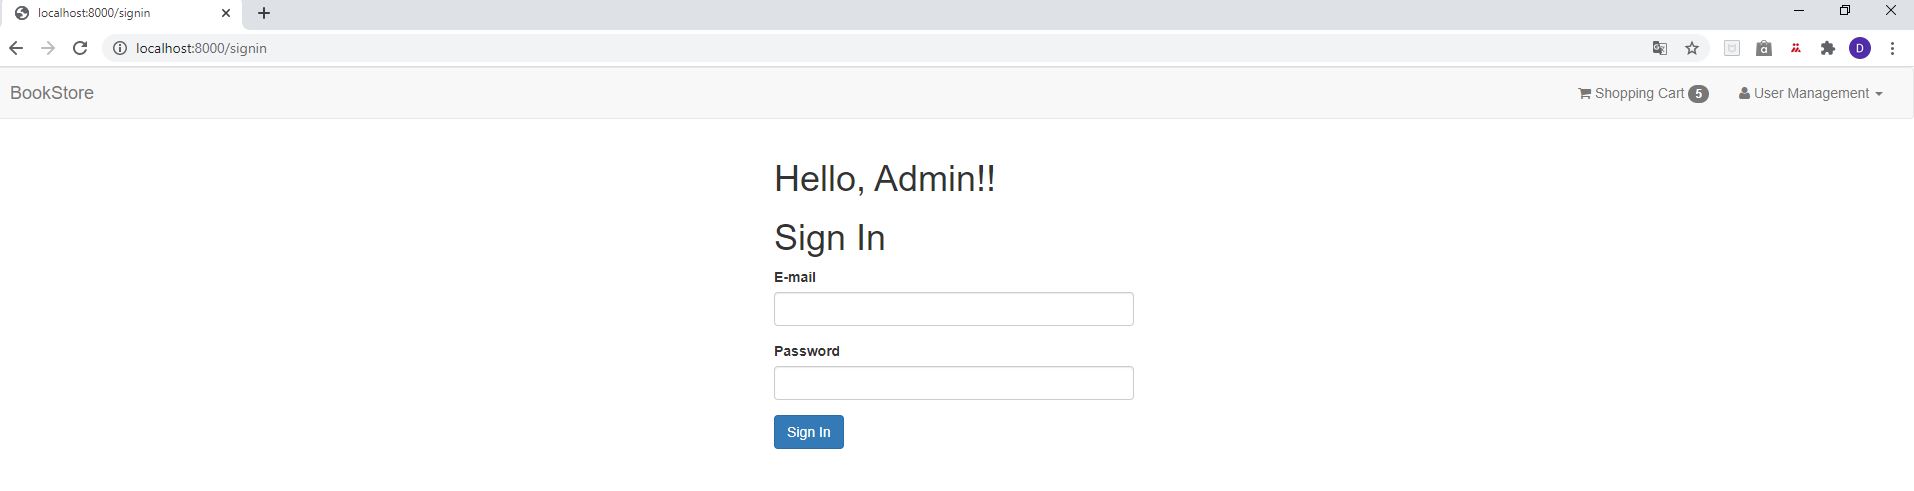 localhost:8000/signin
localhost:8000/signin
D
BookStore
Shopping Cart 5
User Management
Hello, Admin!!
Sign In
E-mail
Password
Sign In